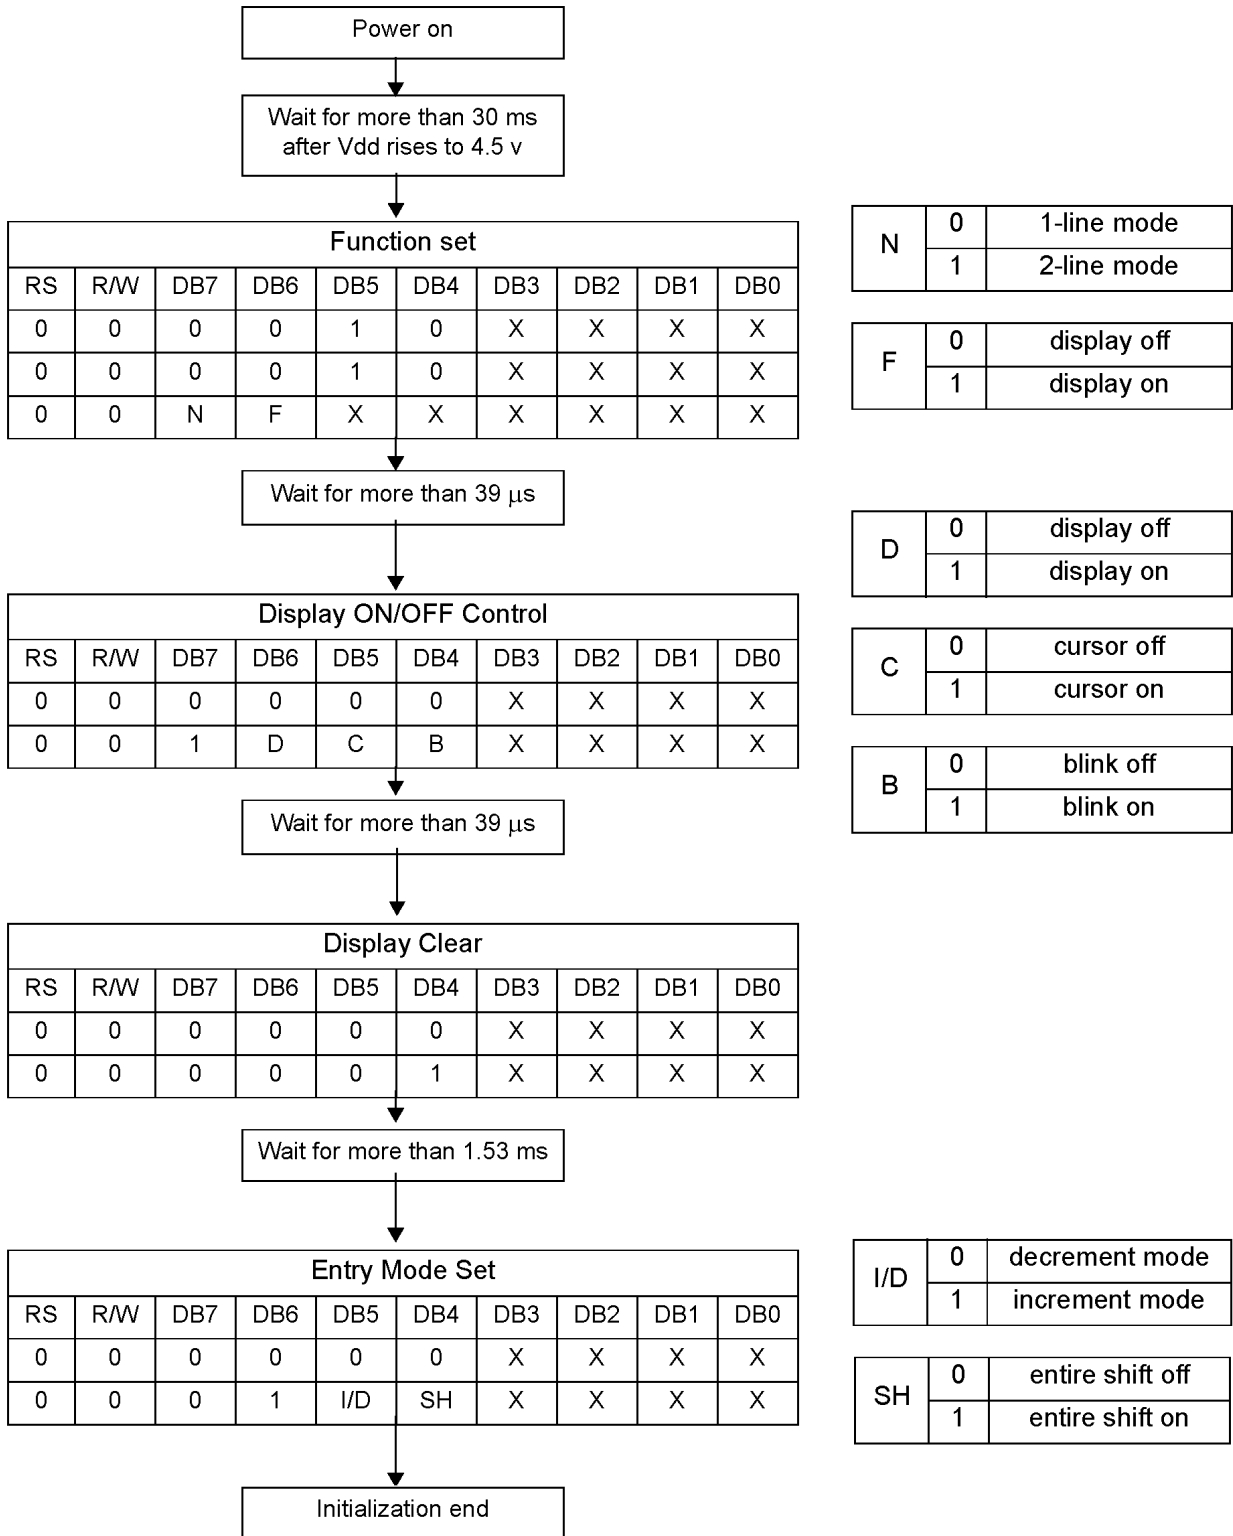 Power on
Wait for more than 30 ms
after Vdd rises to 4.5 v
Function set
RS R/W DB7 DB6 DB5 DB4 DB3 DB2 DB1 DB0
0 0 0 0 1 0 X X X X
0 0 0 0 1 0 X X X X
0 0 N F X X X X X X
N 0 1-line mode
1 2-line mode
F 0 display off
1 display on
Wait for more than 39 μs
Display ON/OFF Control
RS R/W DB7 DB6 DB5 DB4 DB3 DB2 DB1 DB0
0 0 0 0 0 0 X X X X
0 0 1 D C B X X X X
D 0 display off
1 display on
C 0 cursor off
1 cursor on
B 0 blink off
1 blink on
Wait for more than 39 μs
Display Clear
RS R/W DB7 DB6 DB5 DB4 DB3 DB2 DB1 DB0
0 0 0 0 0 0 X X X X
0 0 0 0 0 1 X X X X
Wait for more than 1.53 ms
Entry Mode Set
RS R/W DB7 DB6 DB5 DB4 DB3 DB2 DB1 DB0
0 0 0 0 0 0 X X X X
0 0 0 1 I/D SH X X X X
I/D 0 decrement mode
1 increment mode
SH 0 entire shift off
1 entire shift on
Initialization end